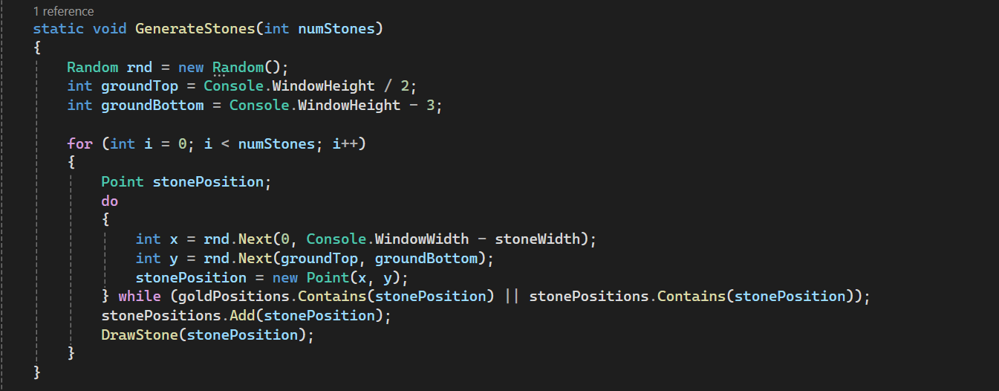 1 reference
static void GenerateStones(int numStones)
{
    Random rnd = new Random();
    int groundTop = Console.WindowHeight / 2;
    int groundBottom = Console.WindowHeight - 3;

    for (int i = 0; i < numStones; i++)
    {
        Point stonePosition;
        do
        {
            int x = rnd.Next(0, Console.WindowWidth - stoneWidth);
            int y = rnd.Next(groundTop, groundBottom);
            stonePosition = new Point(x, y);
        } while (goldPositions.Contains(stonePosition) || stonePositions.Contains(stonePosition));
        stonePositions.Add(stonePosition);
        DrawStone(stonePosition);
    }
}